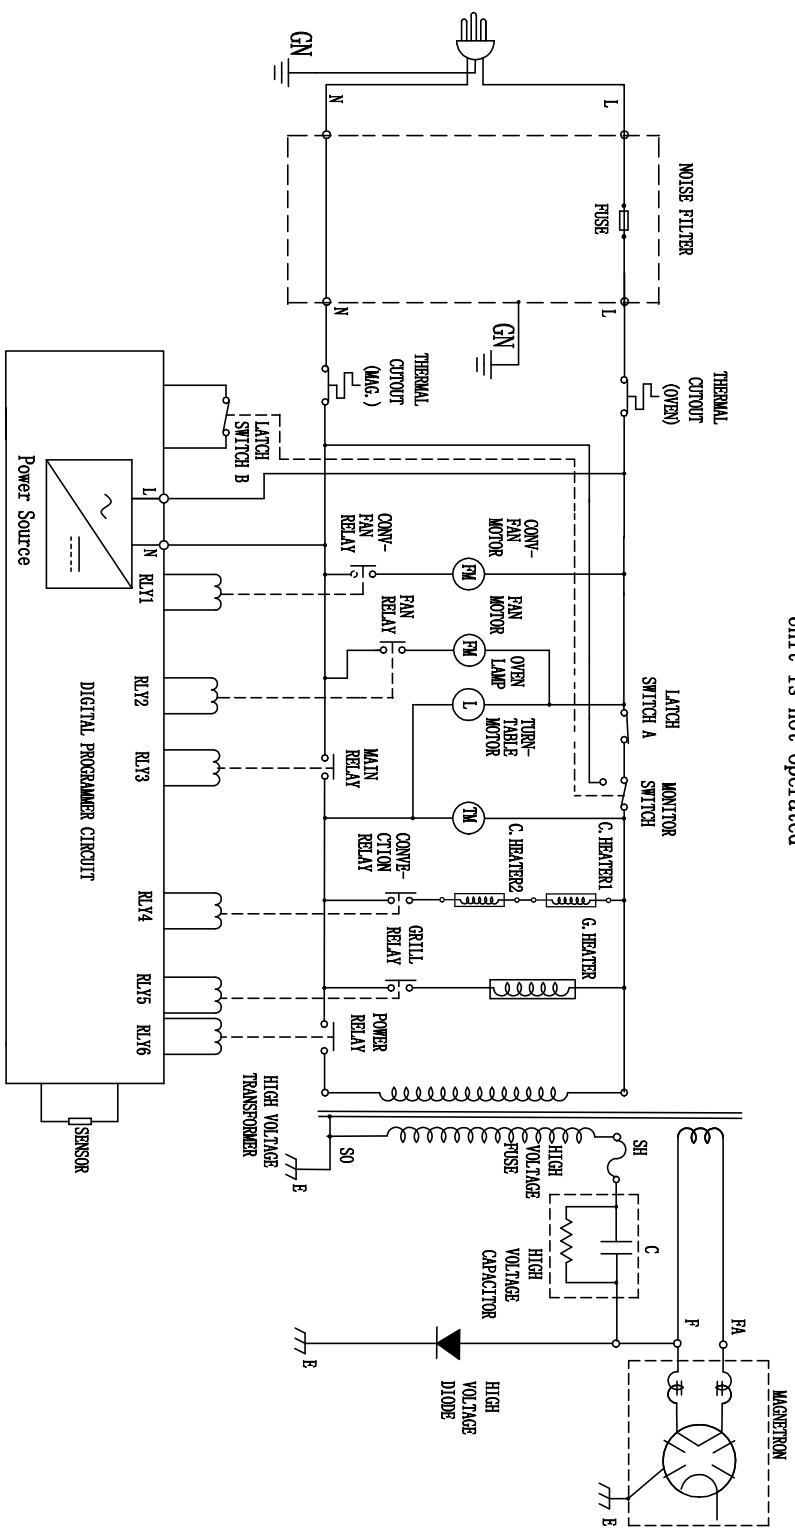 GN
N
L
NOISE FILTER
FUSE
N
L
GN
THERMAL
CUTOUT
(MAG.)
THERMAL
CUTOUT
(OVEN)
LATCH
SWITCH B
Power Source
L
N
CONV-
FAN
RELAY
CONV-
FAN
MOTOR
FM
RLY1
FAN
RELAY
FAN
MOTOR
FM
RLY2
OVEN
LAMP
L
LATCH
SWITCH A
TURN-
TABLE
MOTOR
TM
MAIN
RELAY
RLY3
MONITOR
SWITCH
DIGITAL PROGRAMMER CIRCUIT
CONVE-
CTION
RELAY
C. HEATER2
C. HEATER1
RLY4
GRILL
RELAY
G. HEATER
RLY5
POWER
RELAY
RLY6
HIGH VOLTAGE
TRANSFORMER
SENSOR
E
SO
HIGH
VOLTAGE
FUSE
SH
C
HIGH
VOLTAGE
CAPACITOR
F
FA
E
HIGH
VOLTAGE
DIODE
MAGNETRON
E
is not operated